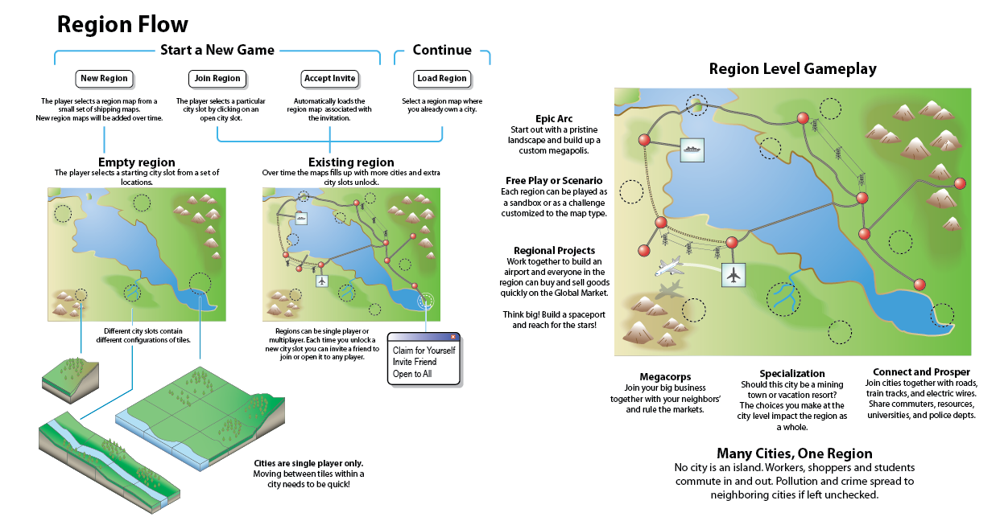 Region Flow
Start a New Game
Continue
New Region
Join Region
Accept Invite
Load Region
The player selects a region map from a
small set of shipping maps.
New region maps will be added over time.
The player selects a particular
city slot by clicking on an
open city slot.
Automatically loads the
region map associated with
the invitation.
Select a region map where
you already own a city.
Empty region
The player selects a starting city slot from a set of
locations.
Existing region
Over time the maps fills up with more cities and extra
city slots unlock.
Different city slots contain
different configurations of tiles.
Regions can be single player or
multiplayer. Each time you unlock a
new city slot you can invite a friend to
join or open it to any player.
Claim for Yourself
Invite Friend
Open to All
Cities are single player only.
Moving between tiles within a
city needs to be quick!
Region Level Gameplay
Epic Arc
Start out with a pristine
landscape and build up a
custom megapolis.
Free Play or Scenario
Each region can be played as
a sandbox or as a challenge
customized to the map type.
Regional Projects
Work together to build an
airport and everyone in the
region can buy and sell goods
quickly on the Global Market.
Think big! Build a spaceport
and reach for the stars!
Megacorps
Join your big business
together with your neighbors'
and rule the markets.
Specialization
Should this city be a mining
town or vacation resort?
The choices you make at the
city level impact the region as
a whole.
Connect and Prosper
Join cities together with roads,
train tracks, and electric wires.
Share commuters, resources,
universities, and police depts.
Many Cities, One Region
No city is an island. Workers, shoppers and students
commute in and out. Pollution and crime spread to
neighboring cities if left unchecked.